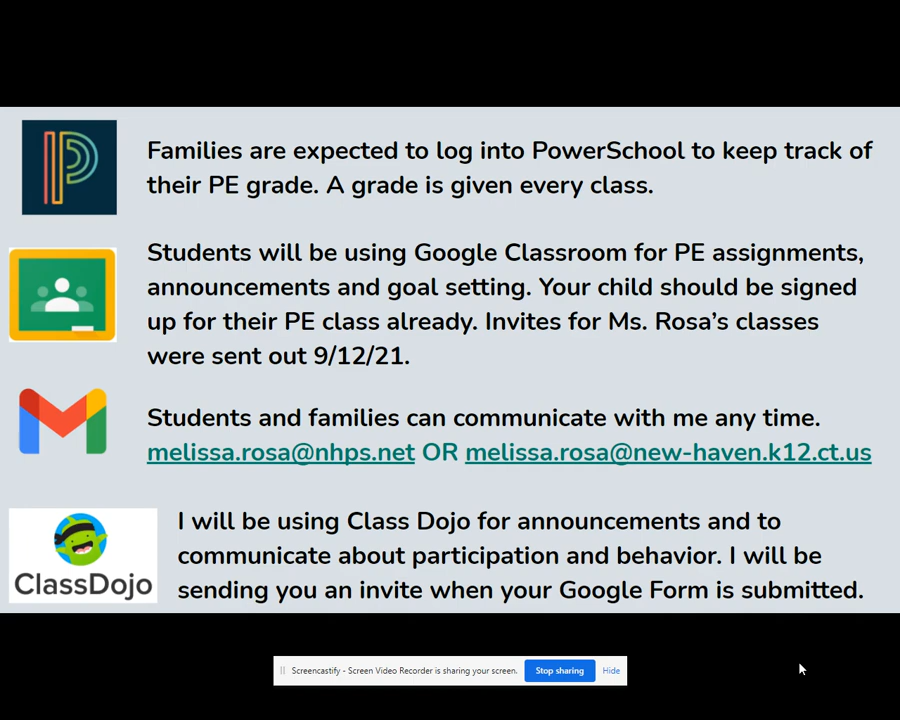 Families are expected to log into PowerSchool to keep track of
their PE grade. A grade is given every class.
Students will be using Google Classroom for PE assignments,
announcements and goal setting. Your child should be signed
up for their PE class already. Invites for Ms. Rosa’s classes
were sent out 9/12/21.
Students and families can communicate with me any time.
melissa.rosa@nhps.net OR melissa.rosa@new-haven.k12.ct.us
ClassDojo
I will be using Class Dojo for announcements and to
communicate about participation and behavior. I will be
sending you an invite when your Google Form is submitted.
Screencastify - Screen Video Recorder is sharing your screen. Stop sharing Hide